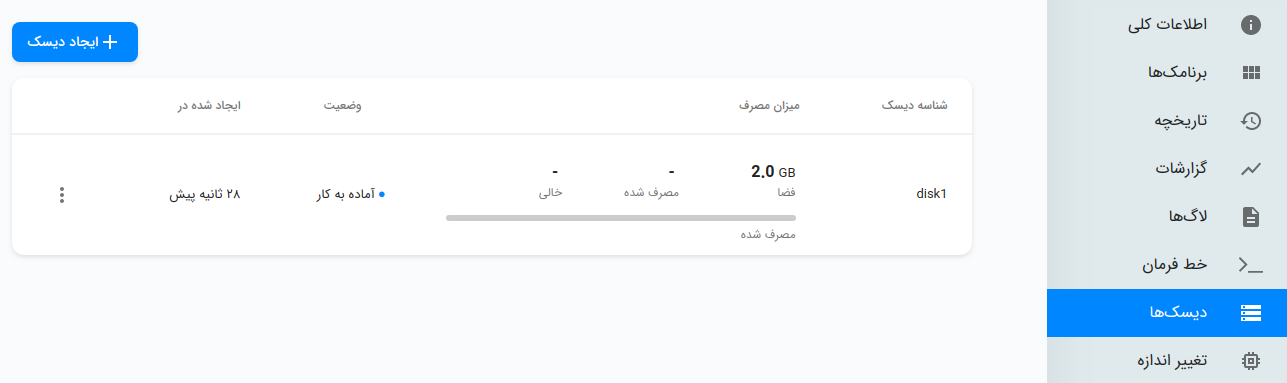 اطلاعات کلی
برنامک‌ها
تاریخچه
گزارشات
لاگ‌ها
خط فرمان
دیسک‌ها
تغییر اندازه
ایجاد دیسک
شناسه دیسک میزان مصرف وضعیت ایجاد شده در
disk1
2.0 GB - -
فضا مصرف شده خالی
مصرف شده
آماده به کار
۲۸ ثانیه پیش